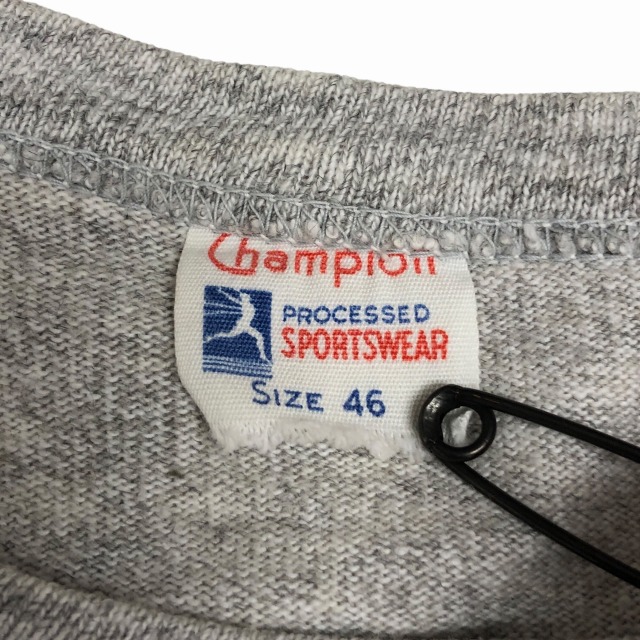 Champion
PROCESSED
SPORTSWEAR
SIZE 46